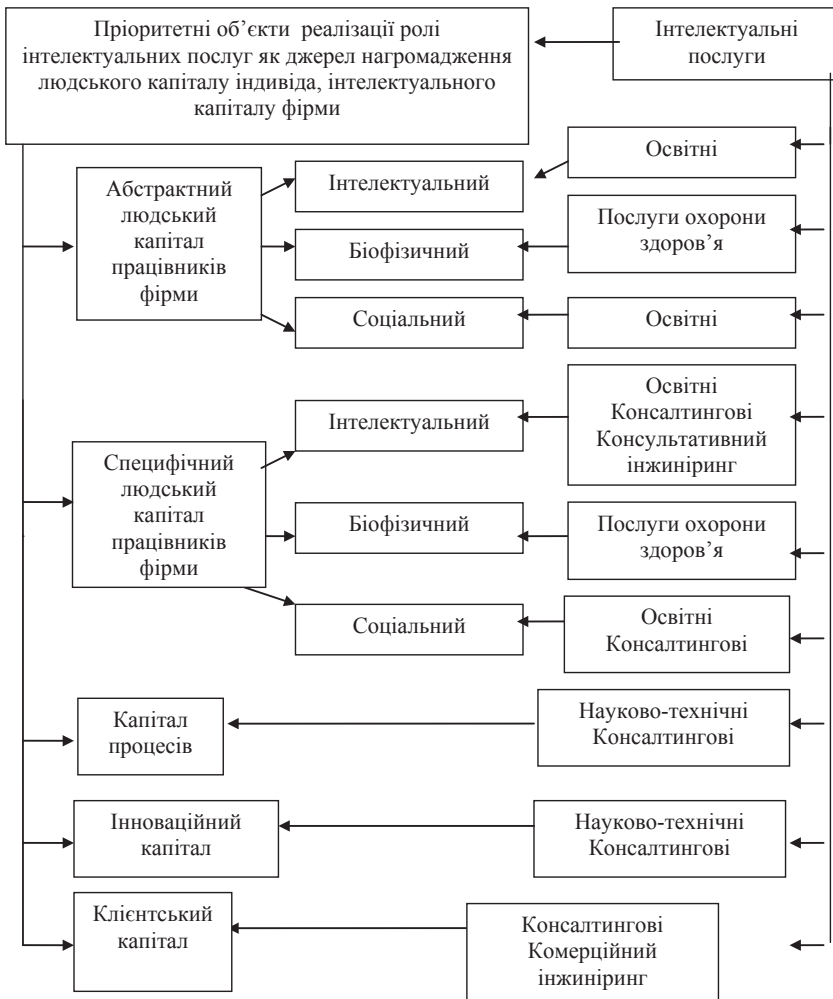 Пріоритетні об’єкти реалізації ролі
інтелектуальних послуг як джерел нагромадження
людського капіталу індивіда, інтелектуального
капіталу фірми
Інтелектуальні
послуги
Абстрактний
людський
капітал
працівників
фірми
Інтелектуальний
Освітні
Біофізичний
Послуги охорони
здоров’я
Соціальний
Освітні
Специфічний
людський
капітал
працівників
фірми
Інтелектуальний
Освітні
Консалтингові
Консультативний
інжиніринг
Біофізичний
Послуги охорони
здоров’я
Соціальний
Освітні
Консалтингові
Капітал
процесів
Науково-технічні
Консалтингові
Інноваційний
капітал
Науково-технічні
Консалтингові
Клієнтський
капітал
Консалтингові
Комерційний
інжиніринг